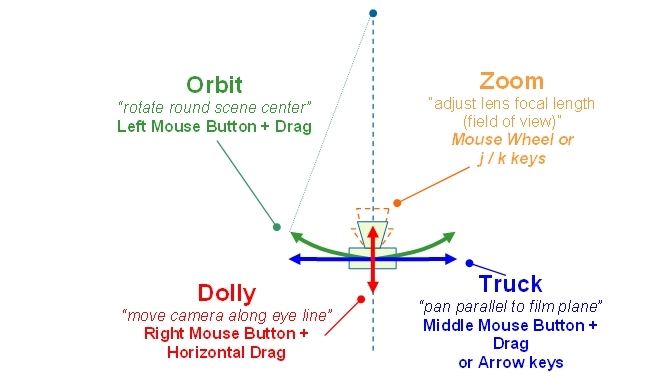 Orbit
“rotate round scene center”
Left Mouse Button + Drag
Zoom
“adjust lens focal length
(field of view)”
Mouse Wheel or
j / k keys
Dolly
“move camera along eye line”
Right Mouse Button +
Horizontal Drag
Truck
“pan parallel to film plane”
Middle Mouse Button +
Drag
or Arrow keys